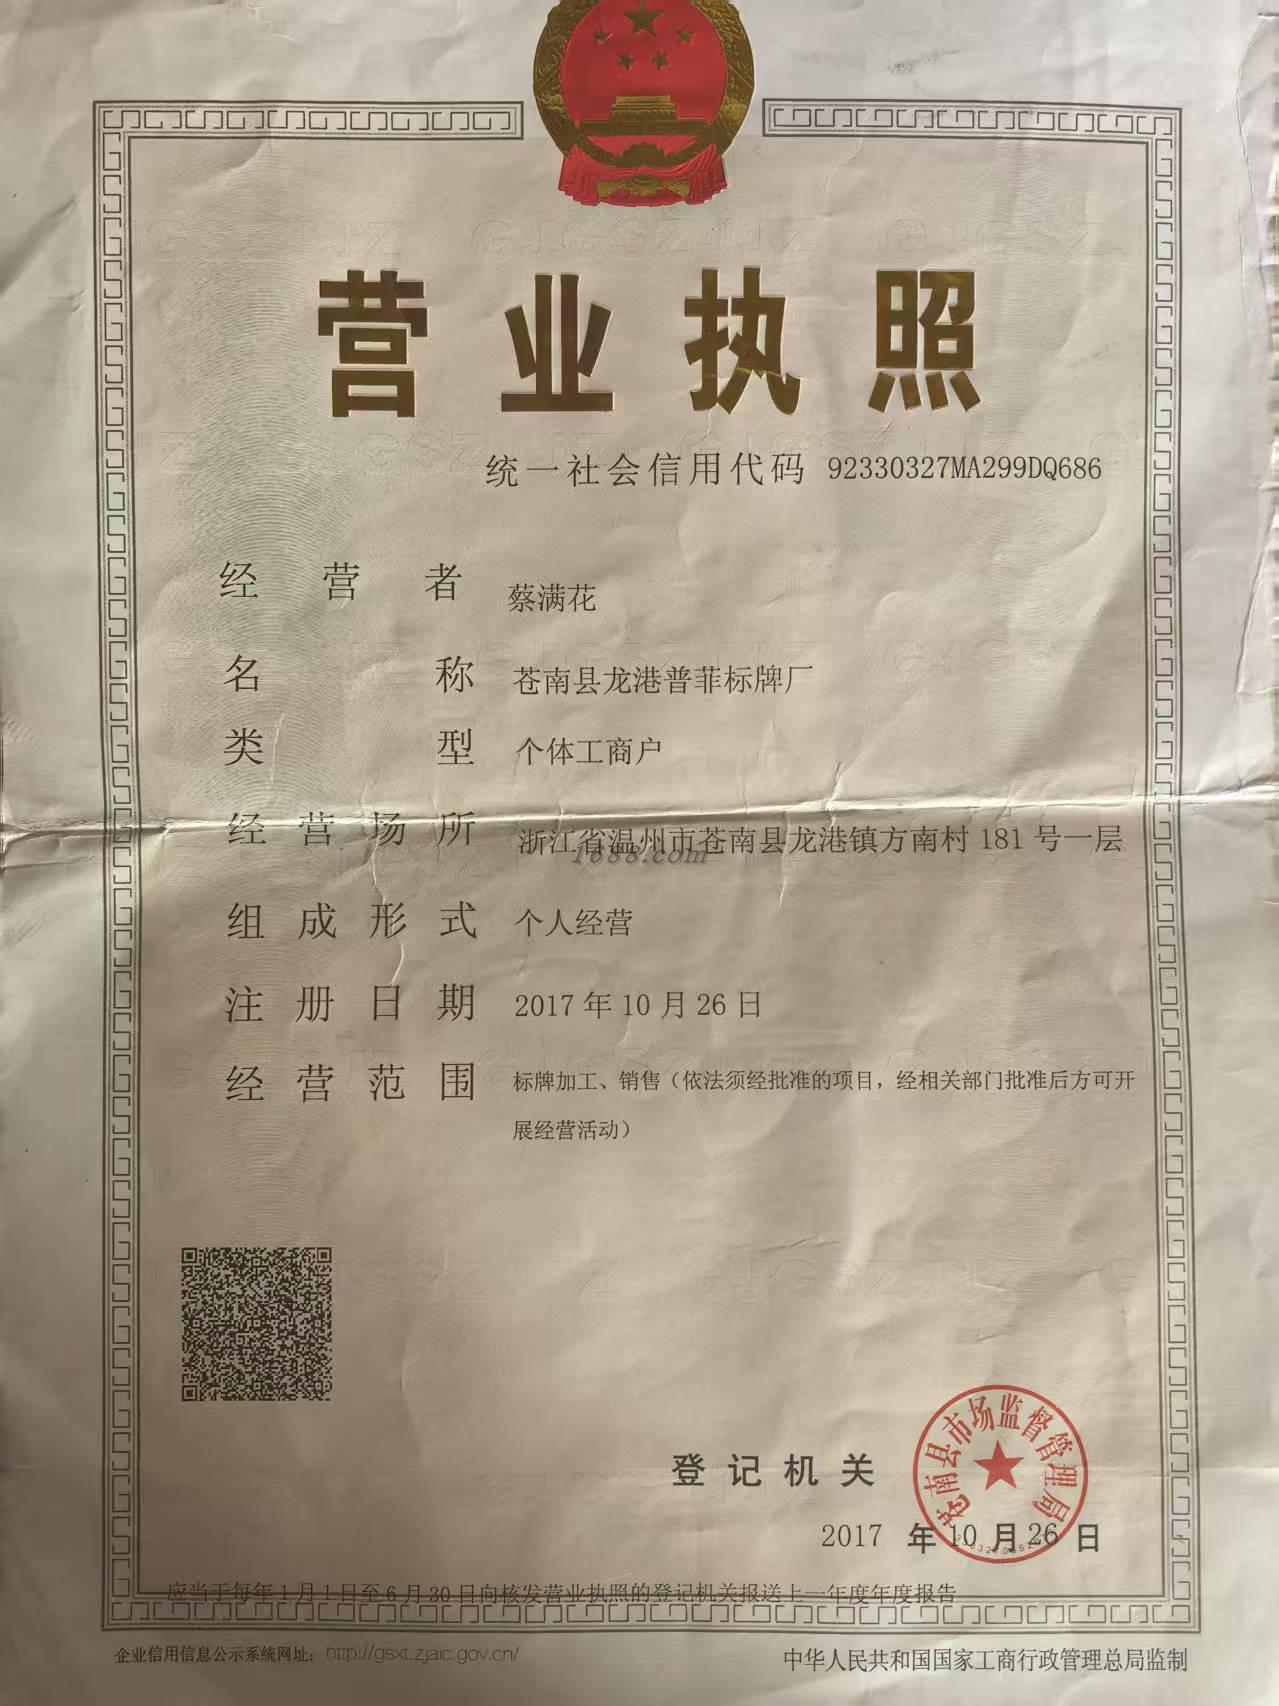 营业执照
统一社会信用代码 92330327MA299DQ686
经营者 蔡满花
名称 苍南县龙港普菲标牌厂
类型 个体工商户
经营场所 浙江省温州市苍南县龙港镇方南村 181 号一层
1688.com
组成形式 个人经营
注册日期 2017 年 10 月 26 日
经营范围 标牌加工、销售（依法须经批准的项目，经相关部门批准后方可开
展经营活动）
登记机关
苍南县市场监督管理局
2017 年 10 月 26 日
应当于每年 1 月 1 日至 6 月 30 日向核发营业执照的登记机关报送上一年度年度报告
企业信用信息公示系统网址：http://gsxt.zjaic.gov.cn/
中华人民共和国国家工商行政管理总局监制